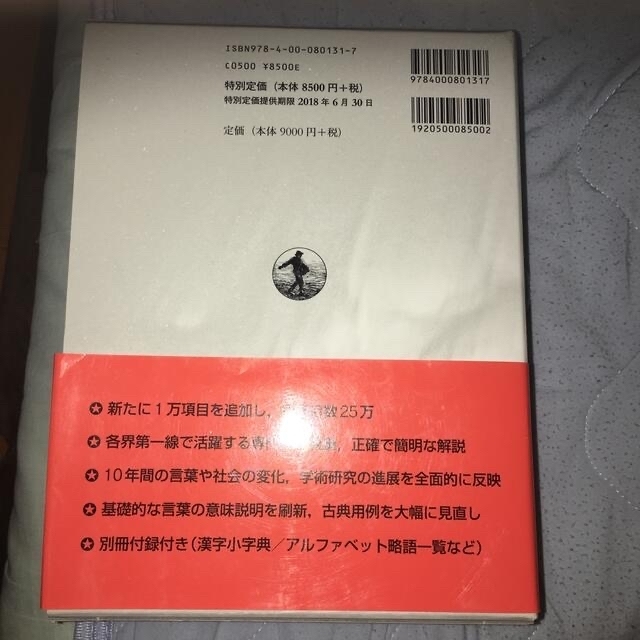 ISBN978-4-00-080131-7
C0500 ¥8500E
特別定価（本体 8500 円＋税）
特別定価提供期限 2018 年 6 月 30 日
定価（本体 9000 円＋税）
9784000801317
1920500085002
新たに１万項目を追加し，数25万
各界第一線で活躍する専，正確で簡明な解説
10年間の言葉や社会の変化，学術研究の進展を全面的に反映
基礎的な言葉の意味説明を刷新，古典用例を大幅に見直し
別冊付録付き（漢字小字典／アルファベット略語一覧など）